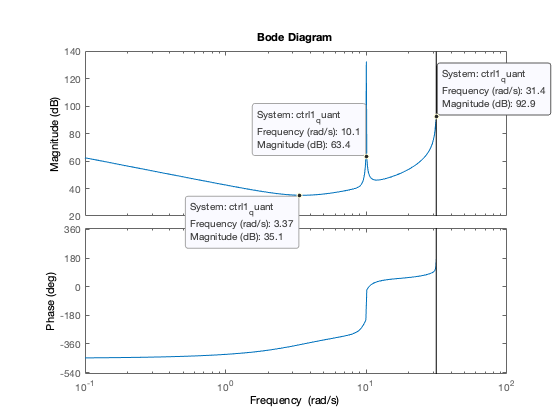 Bode Diagram
Magnitude (dB)
140
120
100
80
60
40
20
System: ctrl1_quant
Frequency (rad/s): 31.4
Magnitude (dB): 92.9
System: ctrl1_quant
Frequency (rad/s): 10.1
Magnitude (dB): 63.4
System: ctrl1_quant
Frequency (rad/s): 3.37
Magnitude (dB): 35.1
Phase (deg)
360
180
0
-180
-360
-540
10^-1 10^0 10^1 10^2
Frequency (rad/s)